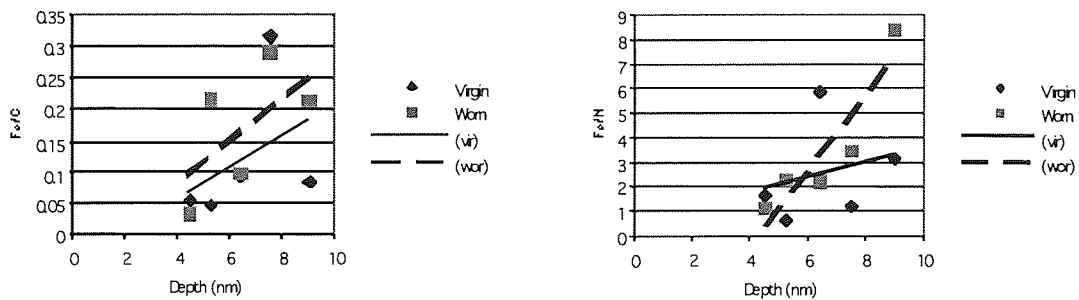 0.35
0.3
0.25
0.2
0.15
0.1
0.05
0
Fe/C
0 2 4 6 8 10
Depth (nm)
Virgin
Worn
(vir)
(wor)
9
8
7
6
5
4
3
2
1
0
Fe/N
0 2 4 6 8 10
Depth (nm)
Virgin
Worn
(vir)
(wor)